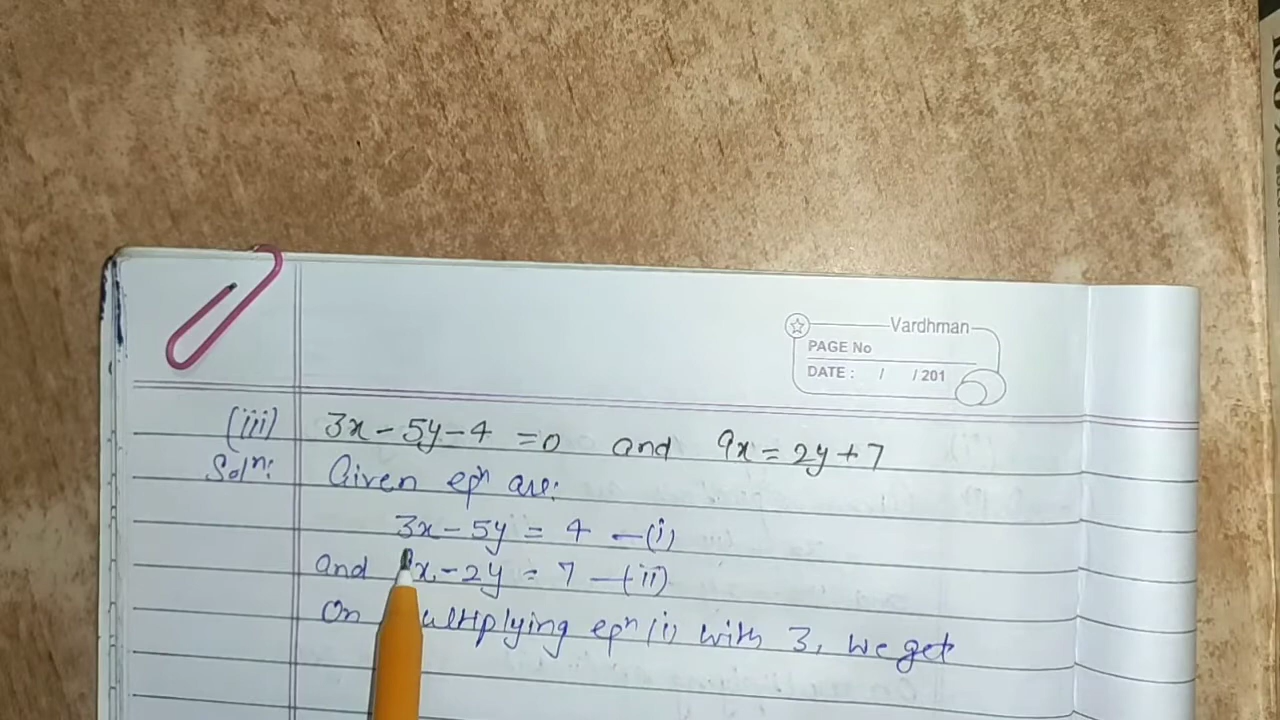 Vardhman
PAGE No
DATE : / / 201
(iii) 3x - 5y - 4 = 0 and 9x = 2y + 7
Solⁿ: Given eqⁿ are:
3x - 5y = 4 —(i)
and x - 2y = 7 —(ii)
On multiplying eqⁿ (i) with 3, we get